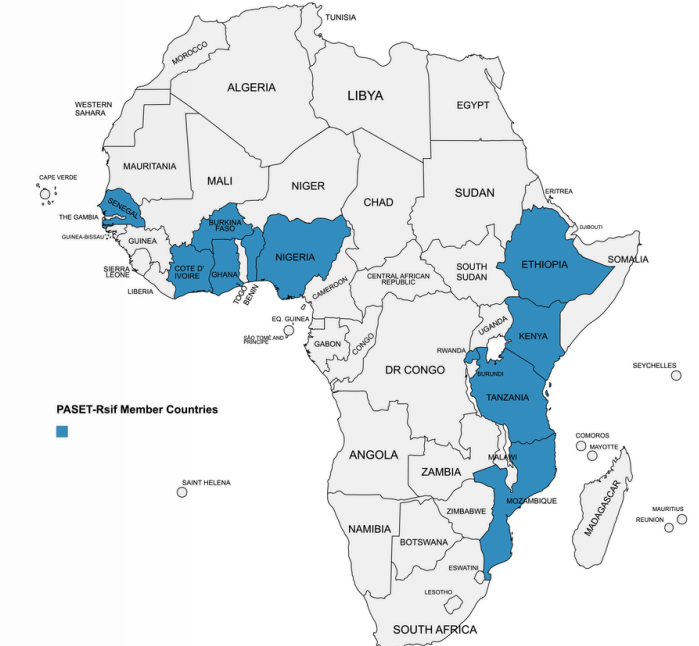 TUNISIA
MOROCCO
ALGERIA
LIBYA
EGYPT
WESTERN
SAHARA
MAURITANIA
MALI
NIGER
CHAD
SUDAN
ERITREA
CAPE VERDE
SENEGAL
THE GAMBIA
GUINEA-BISSAU
GUINEA
BURKINA
FASO
DJIBOUTI
SIERRA
LEONE
LIBERIA
COTE D'
IVOIRE
GHANA
TOGO
BENIN
NIGERIA
CAMEROON
CENTRAL AFRICAN
REPUBLIC
SOUTH
SUDAN
ETHIOPIA
SOMALIA
EQ. GUINEA
SÃO TOMÉ AND
PRINCIPE
GABON
CONGO
UGANDA
KENYA
RWANDA
DR CONGO
BURUNDI
SEYCHELLES
TANZANIA
PASET-Rsif Member Countries
COMOROS
MAYOTTE
ANGOLA
MALAWI
ZAMBIA
SAINT HELENA
MOZAMBIQUE
ZIMBABWE
MADAGASCAR
MAURITIUS
REUNION
NAMIBIA
BOTSWANA
ESWATINI
LESOTHO
SOUTH AFRICA